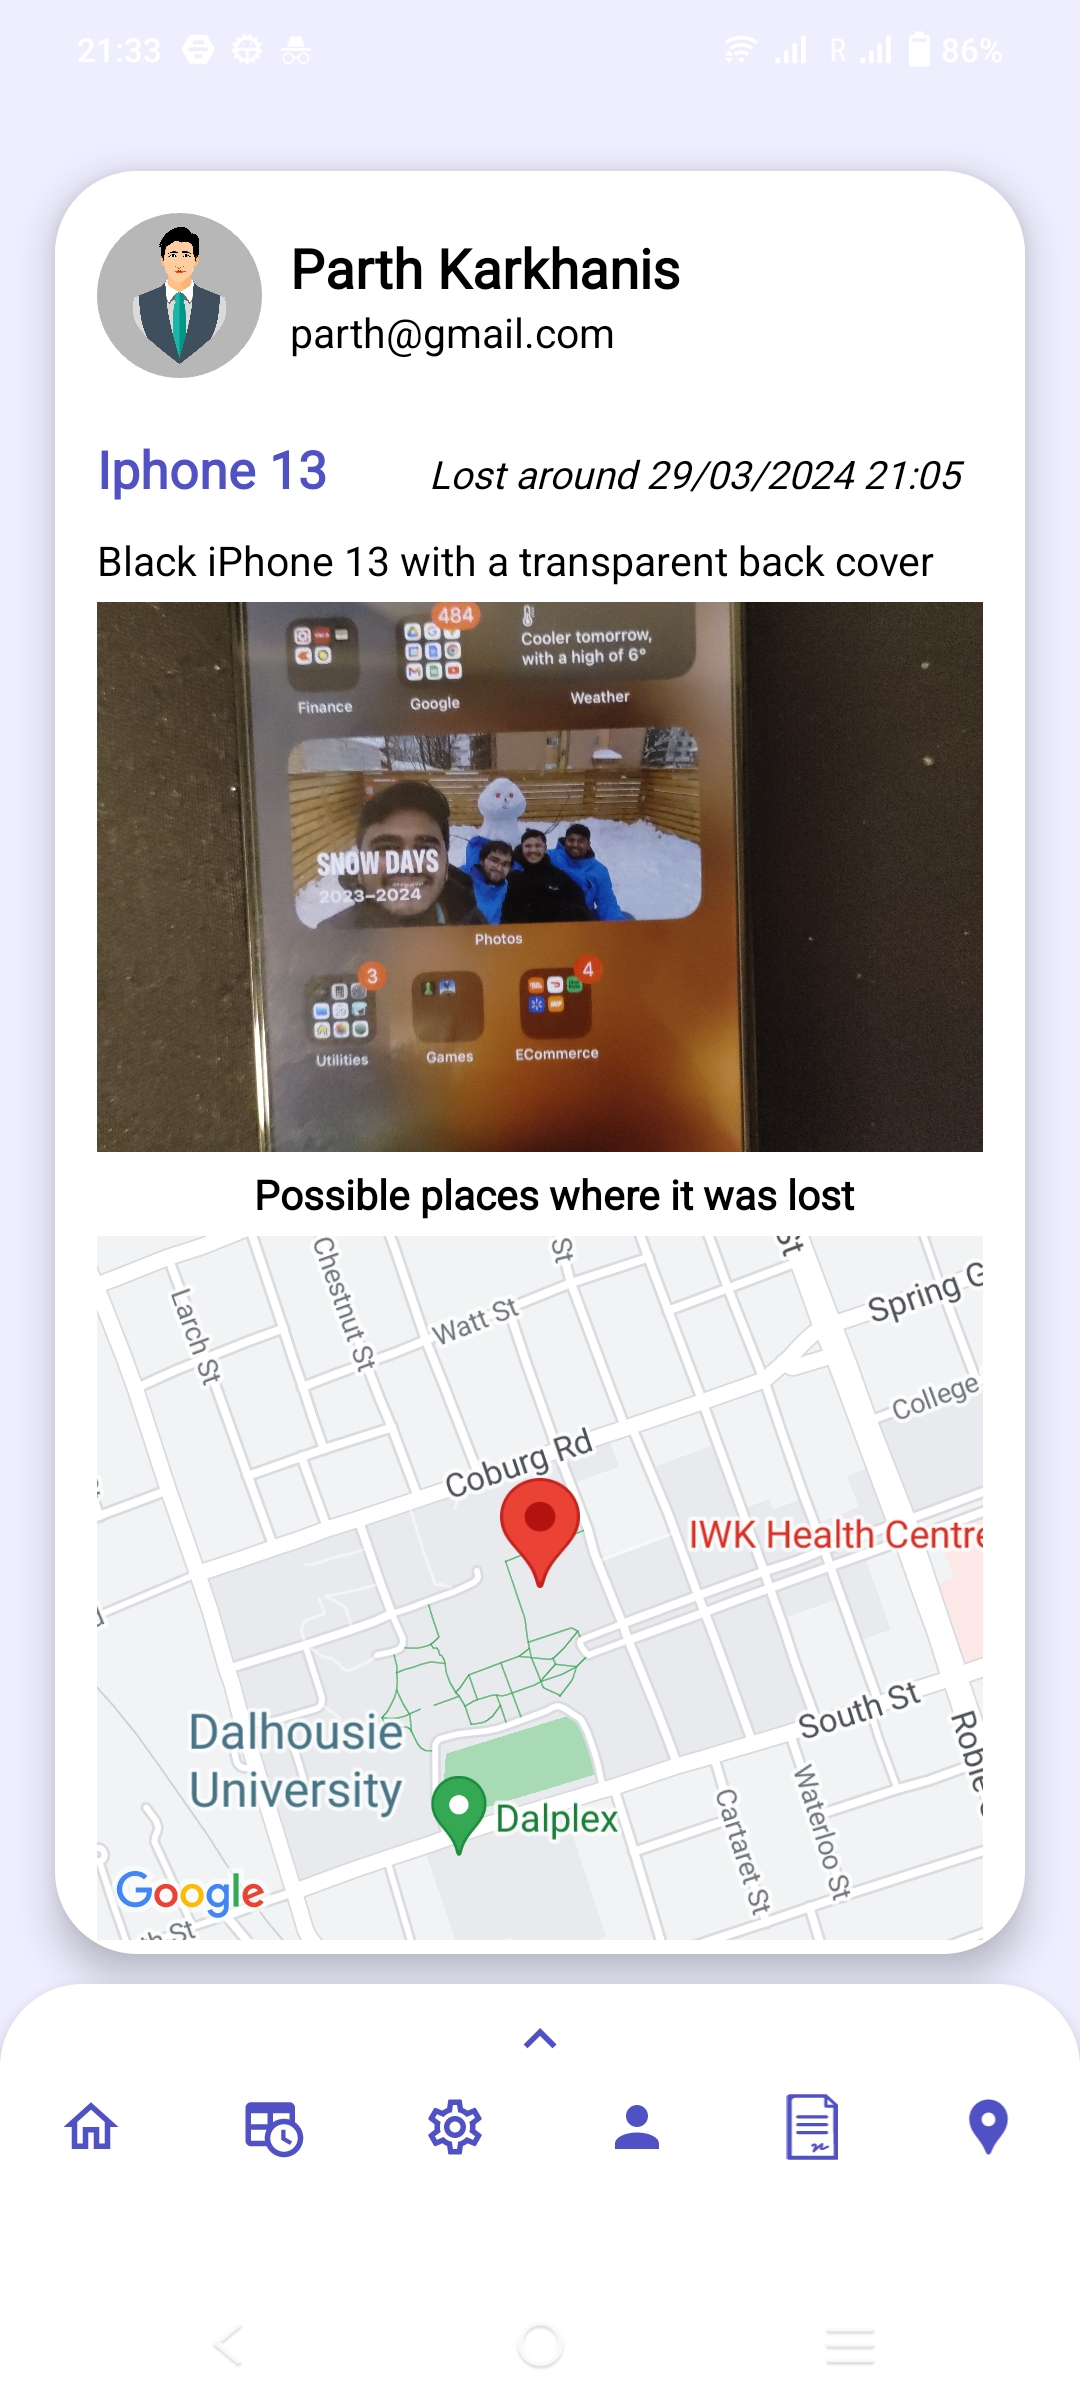 21:33
R
86%
Parth Karkhanis
parth@gmail.com
Iphone 13
Lost around 29/03/2024 21:05
Black iPhone 13 with a transparent back cover
484
Cooler tomorrow,
with a high of 6°
Finance
Google
Weather
SNOW DAYS
2023-2024
Photos
3
4
Utilities
Games
ECommerce
Possible places where it was lost
St
St
Chestnut St
Larch St
Watt St
Spring G
College
Coburg Rd
IWK Health Centre
South St
Robie
Dalhousie
University
Waterloo St
Cartaret St
Dalplex
Google
St